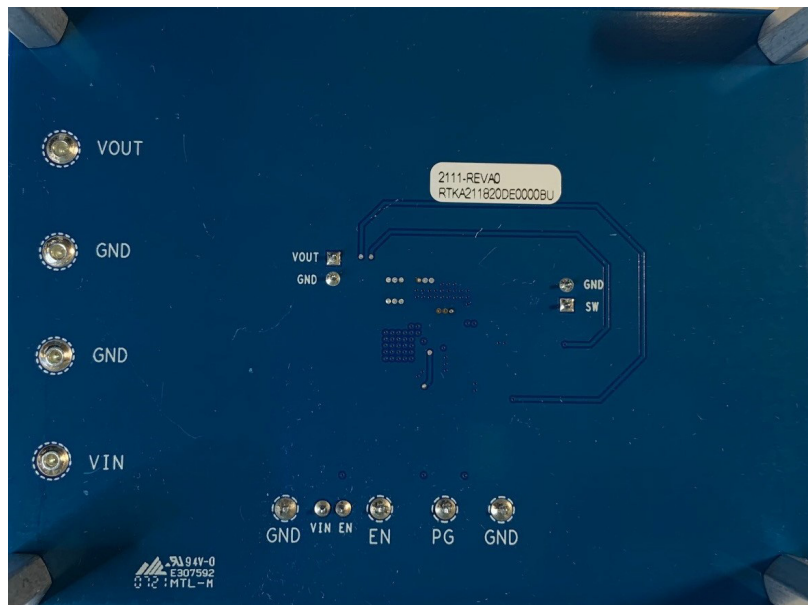 VOUT
2111-REVA0
RTKA211820DE0000BU
GND
VOUT
GND
GND
SW
GND
VIN
GND
VIN EN
EN
PG
GND
94V-0
E307592
0721 MTL-M